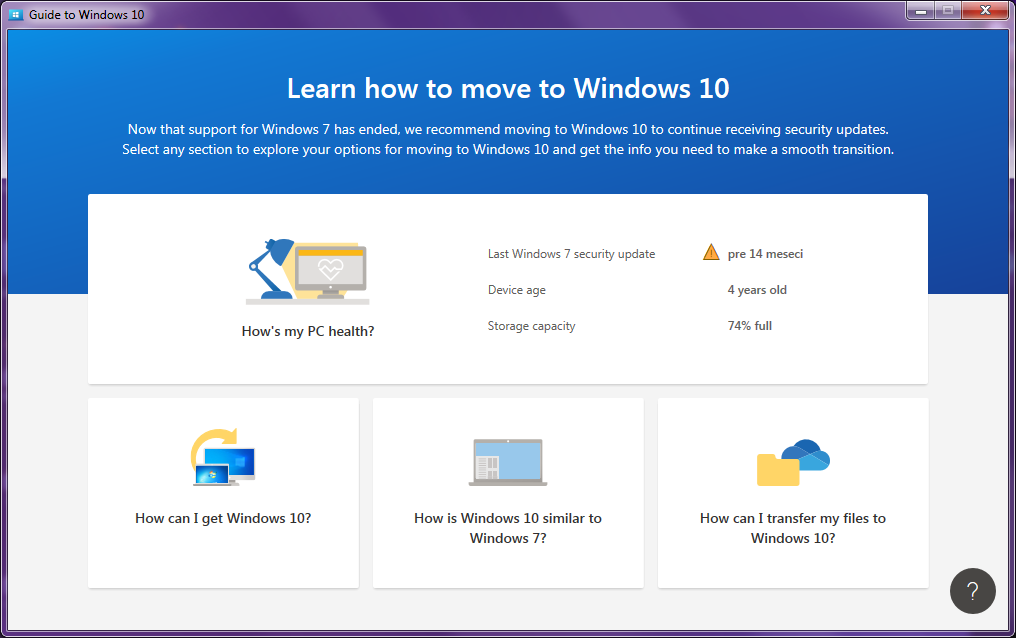 Guide to Windows 10
Learn how to move to Windows 10
Now that support for Windows 7 has ended, we recommend moving to Windows 10 to continue receiving security updates.
Select any section to explore your options for moving to Windows 10 and get the info you need to make a smooth transition.
How's my PC health?
Last Windows 7 security update pre 14 meseci
Device age 4 years old
Storage capacity 74% full
How can I get Windows 10?
How is Windows 10 similar to
Windows 7?
How can I transfer my files to
Windows 10?
?